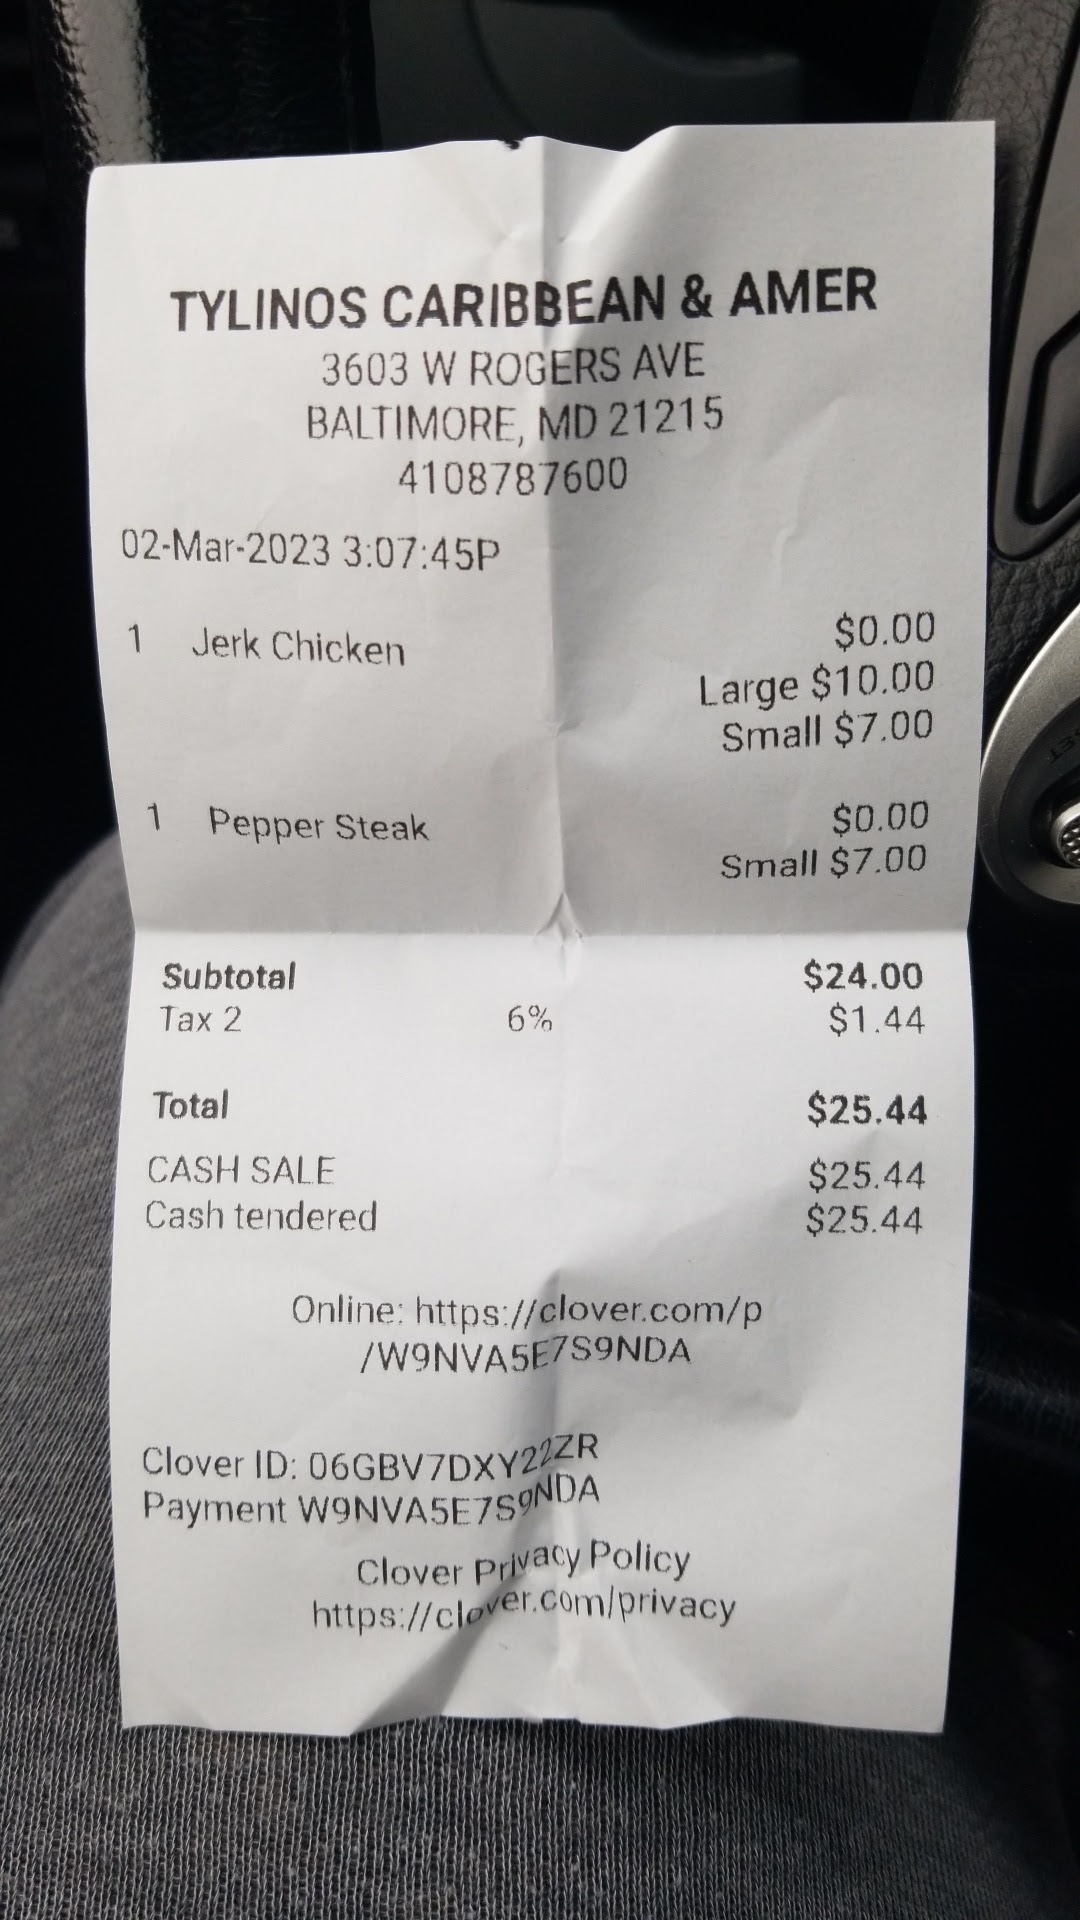 TYLINOS CARIBBEAN & AMER
3603 W ROGERS AVE
BALTIMORE, MD 21215
4108787600
02-Mar-2023 3:07:45P
1 Jerk Chicken $0.00
Large $10.00
Small $7.00
1 Pepper Steak $0.00
Small $7.00
Subtotal $24.00
Tax 2 6% $1.44
Total $25.44
CASH SALE $25.44
Cash tendered $25.44
Online: https://clover.com/p
/W9NVA5E7S9NDA
Clover ID: 06GBV7DXY22ZR
Payment W9NVA5E7S9NDA
Clover Privacy Policy
https://clover.com/privacy